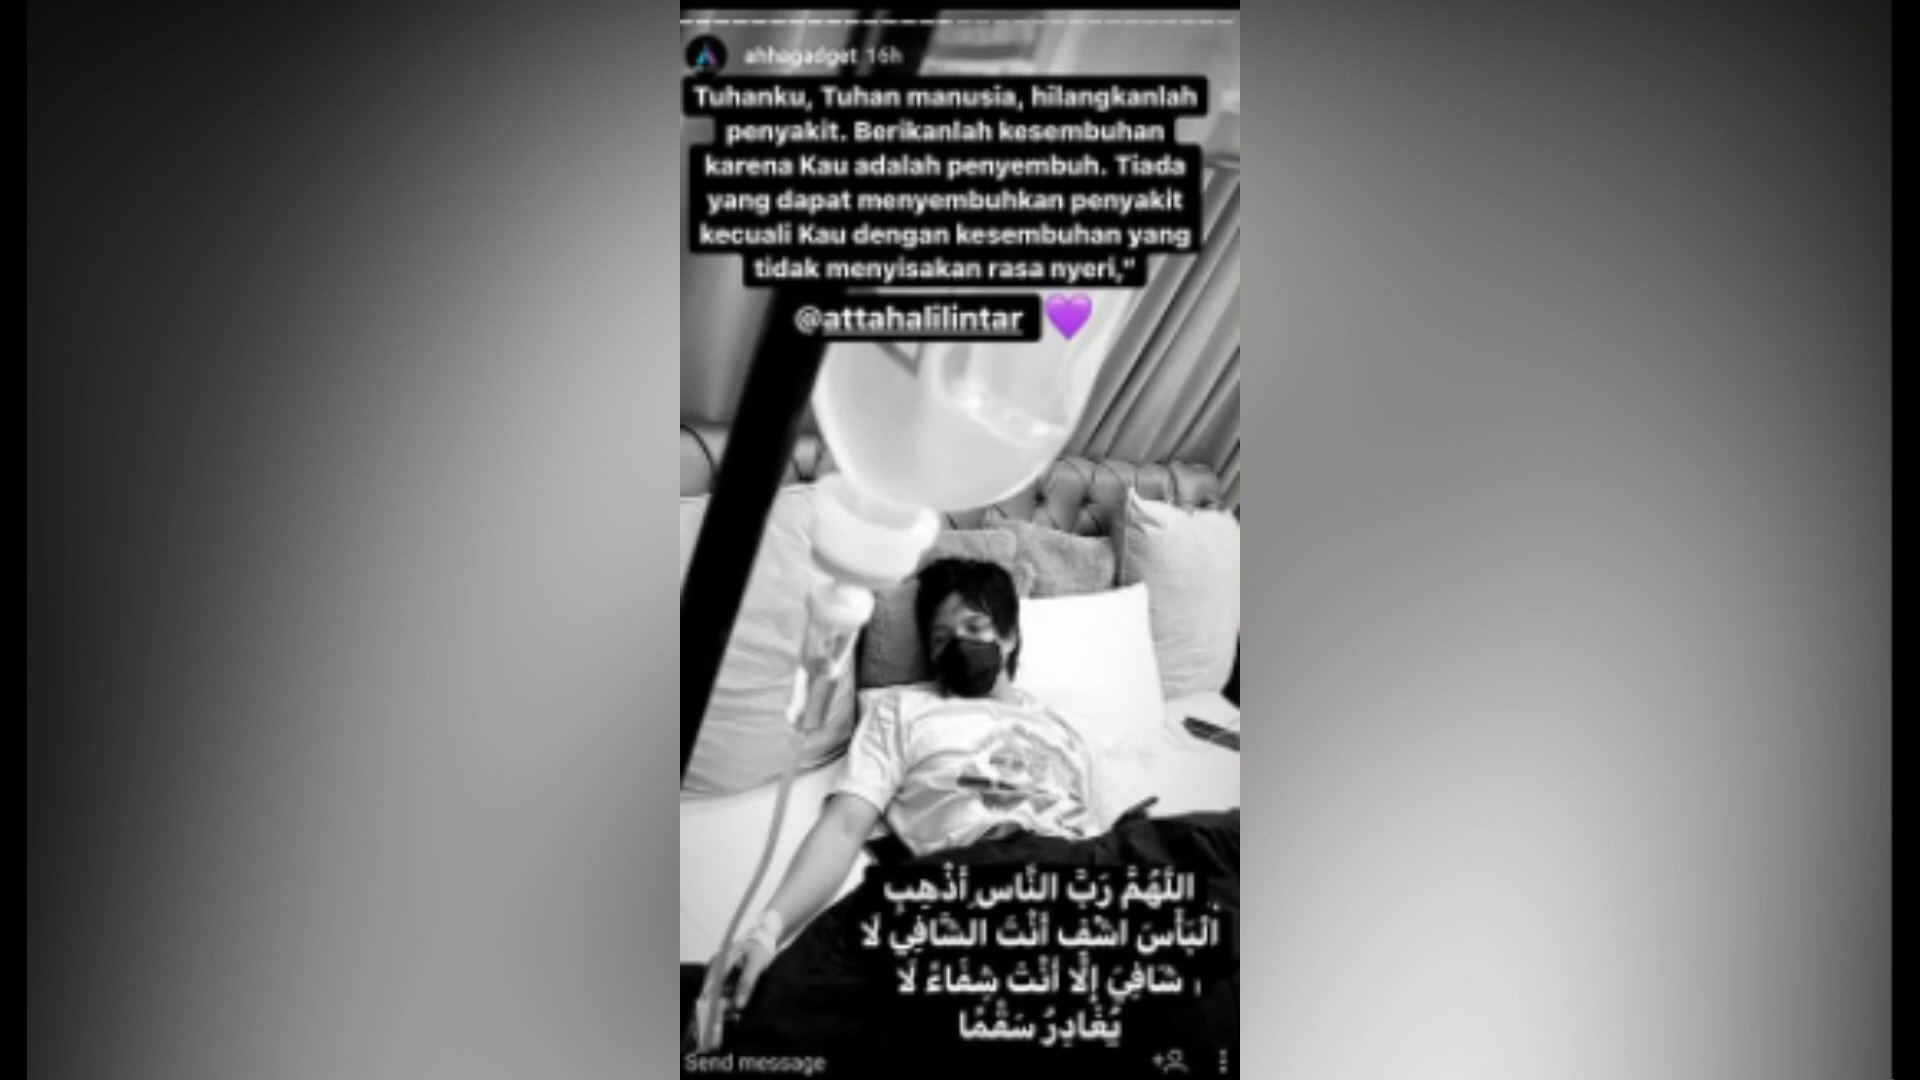 ahhagadget 16h
Tuhanku, Tuhan manusia, hilangkanlah
penyakit. Berikanlah kesembuhan
karena Kau adalah penyembuh. Tiada
yang dapat menyembuhkan penyakit
kecuali Kau dengan kesembuhan yang
tidak menyisakan rasa nyeri,"
@attahalilintar 💜
اللَّهُمَّ رَبَّ النَّاسِ أَذْهِبِ
الْبَأْسَ اشْفِ أَنْتَ الشَّافِي لَا
شَافِيَ إِلَّا أَنْتَ شِفَاءً لَا
يُغَادِرُ سَقَمًا
Send message